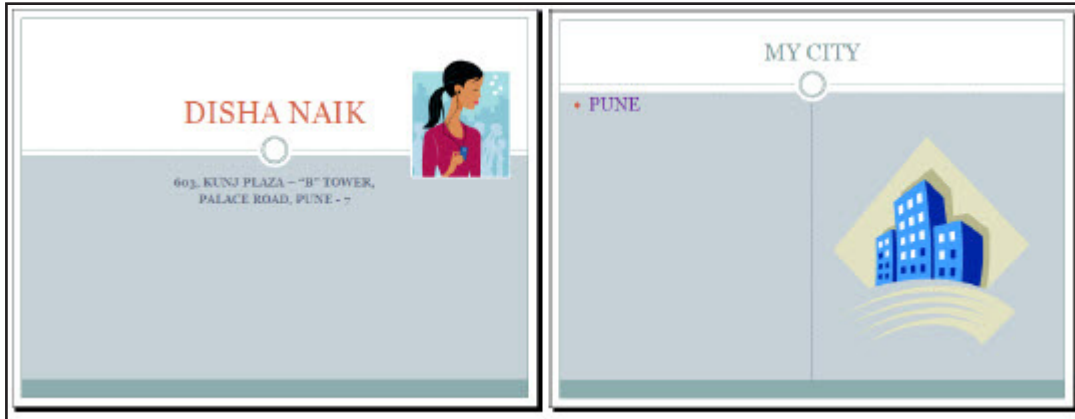 DISHA NAIK
603, KUNJ PLAZA – “B” TOWER,
PALACE ROAD, PUNE - 7
MY CITY
• PUNE